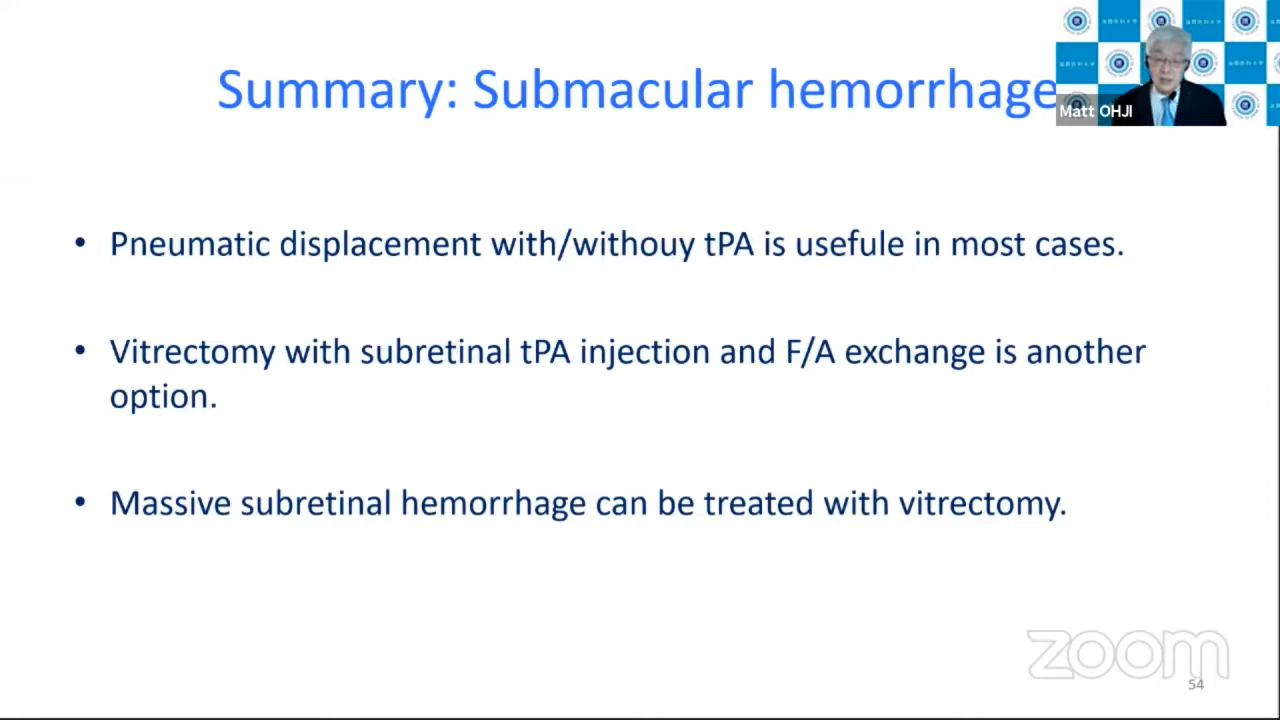 Summary: Submacular hemorrhage
Matt OHJI
• Pneumatic displacement with/withouy tPA is usefule in most cases.
• Vitrectomy with subretinal tPA injection and F/A exchange is another
option.
• Massive subretinal hemorrhage can be treated with vitrectomy.
zoom
54